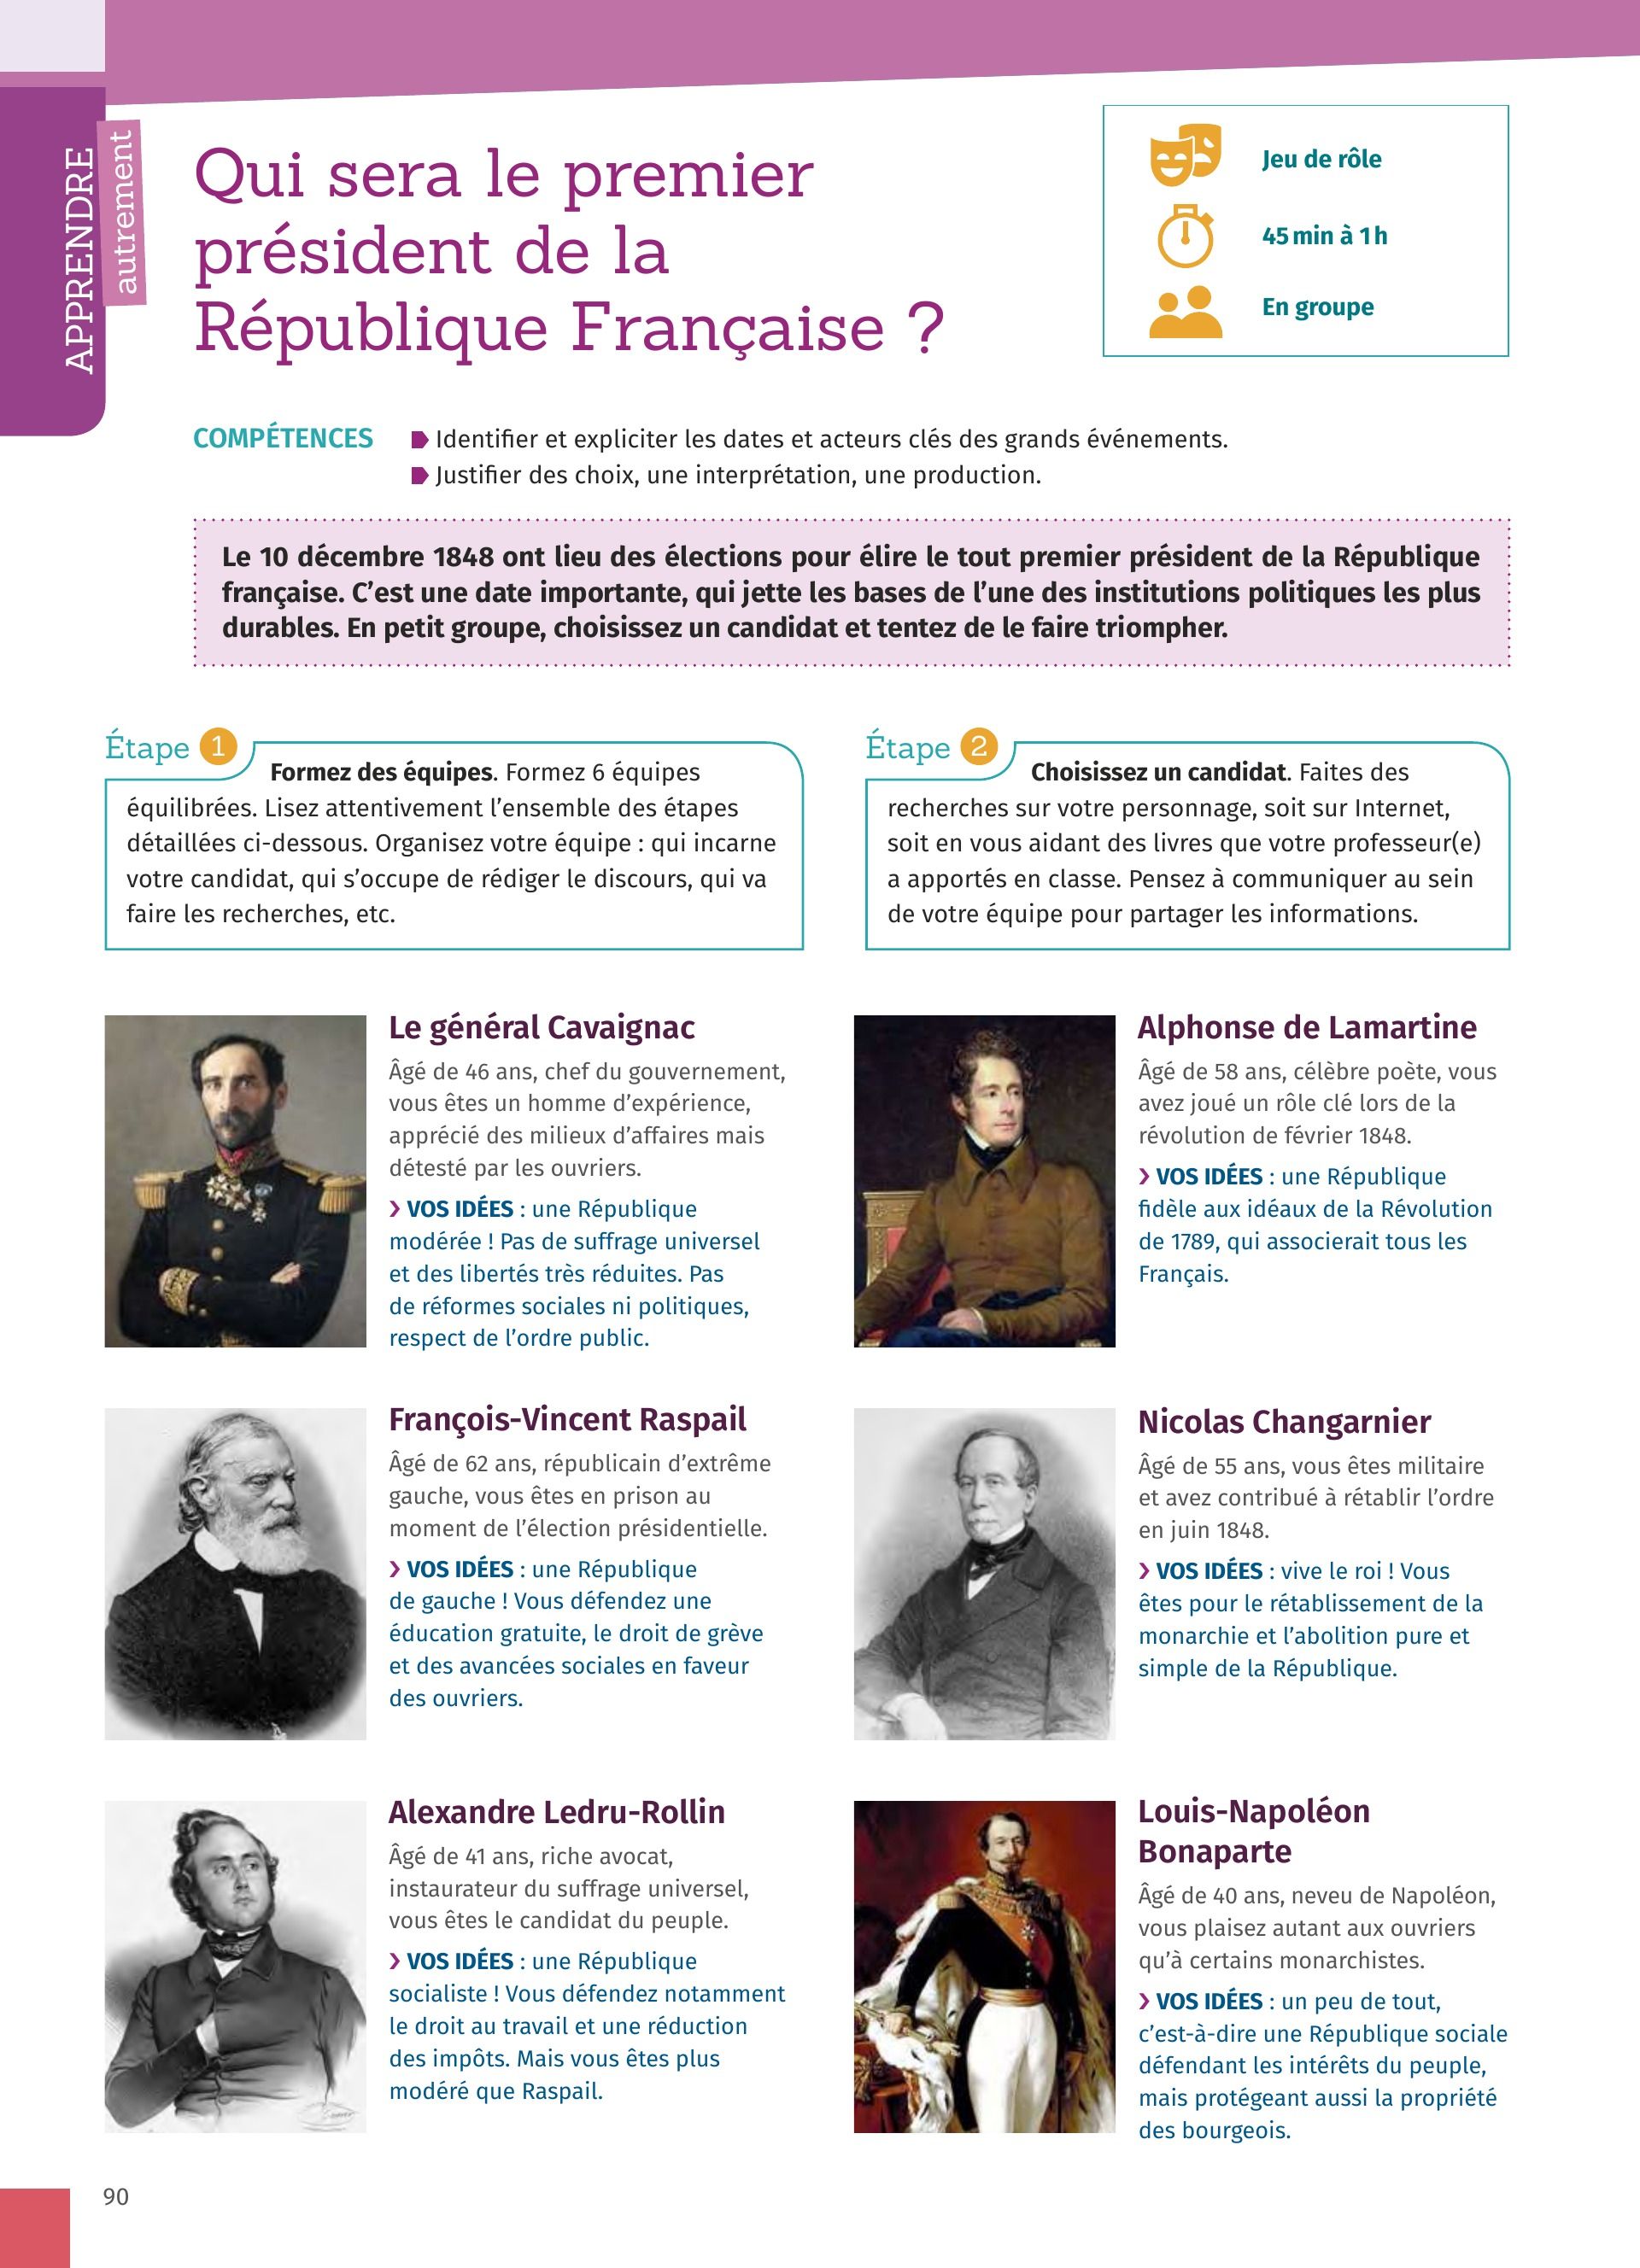 APPRENDRE
autrement
Qui sera le premier
président de la
République Française ?
Jeu de rôle
45 min à 1 h
En groupe
COMPÉTENCES
Identifier et expliciter les dates et acteurs clés des grands événements.
Justifier des choix, une interprétation, une production.
Le 10 décembre 1848 ont lieu des élections pour élire le tout premier président de la République
française. C’est une date importante, qui jette les bases de l’une des institutions politiques les plus
durables. En petit groupe, choisissez un candidat et tentez de le faire triompher.
Étape 1
Formez des équipes. Formez 6 équipes
équilibrées. Lisez attentivement l’ensemble des étapes
détaillées ci-dessous. Organisez votre équipe : qui incarne
votre candidat, qui s’occupe de rédiger le discours, qui va
faire les recherches, etc.
Étape 2
Choisissez un candidat. Faites des
recherches sur votre personnage, soit sur Internet,
soit en vous aidant des livres que votre professeur(e)
a apportés en classe. Pensez à communiquer au sein
de votre équipe pour partager les informations.
Le général Cavaignac
Âgé de 46 ans, chef du gouvernement,
vous êtes un homme d’expérience,
apprécié des milieux d’affaires mais
détesté par les ouvriers.
› VOS IDÉES : une République
modérée ! Pas de suffrage universel
et des libertés très réduites. Pas
de réformes sociales ni politiques,
respect de l’ordre public.
Alphonse de Lamartine
Âgé de 58 ans, célèbre poète, vous
avez joué un rôle clé lors de la
révolution de février 1848.
› VOS IDÉES : une République
fidèle aux idéaux de la Révolution
de 1789, qui associerait tous les
Français.
François-Vincent Raspail
Âgé de 62 ans, républicain d’extrême
gauche, vous êtes en prison au
moment de l’élection présidentielle.
› VOS IDÉES : une République
de gauche ! Vous défendez une
éducation gratuite, le droit de grève
et des avancées sociales en faveur
des ouvriers.
Nicolas Changarnier
Âgé de 55 ans, vous êtes militaire
et avez contribué à rétablir l’ordre
en juin 1848.
› VOS IDÉES : vive le roi ! Vous
êtes pour le rétablissement de la
monarchie et l’abolition pure et
simple de la République.
Alexandre Ledru-Rollin
Âgé de 41 ans, riche avocat,
instaurateur du suffrage universel,
vous êtes le candidat du peuple.
› VOS IDÉES : une République
socialiste ! Vous défendez notamment
le droit au travail et une réduction
des impôts. Mais vous êtes plus
modéré que Raspail.
Louis-Napoléon
Bonaparte
Âgé de 40 ans, neveu de Napoléon,
vous plaisez autant aux ouvriers
qu’à certains monarchistes.
› VOS IDÉES : un peu de tout,
c’est-à-dire une République sociale
défendant les intérêts du peuple,
mais protégeant aussi la propriété
des bourgeois.
90